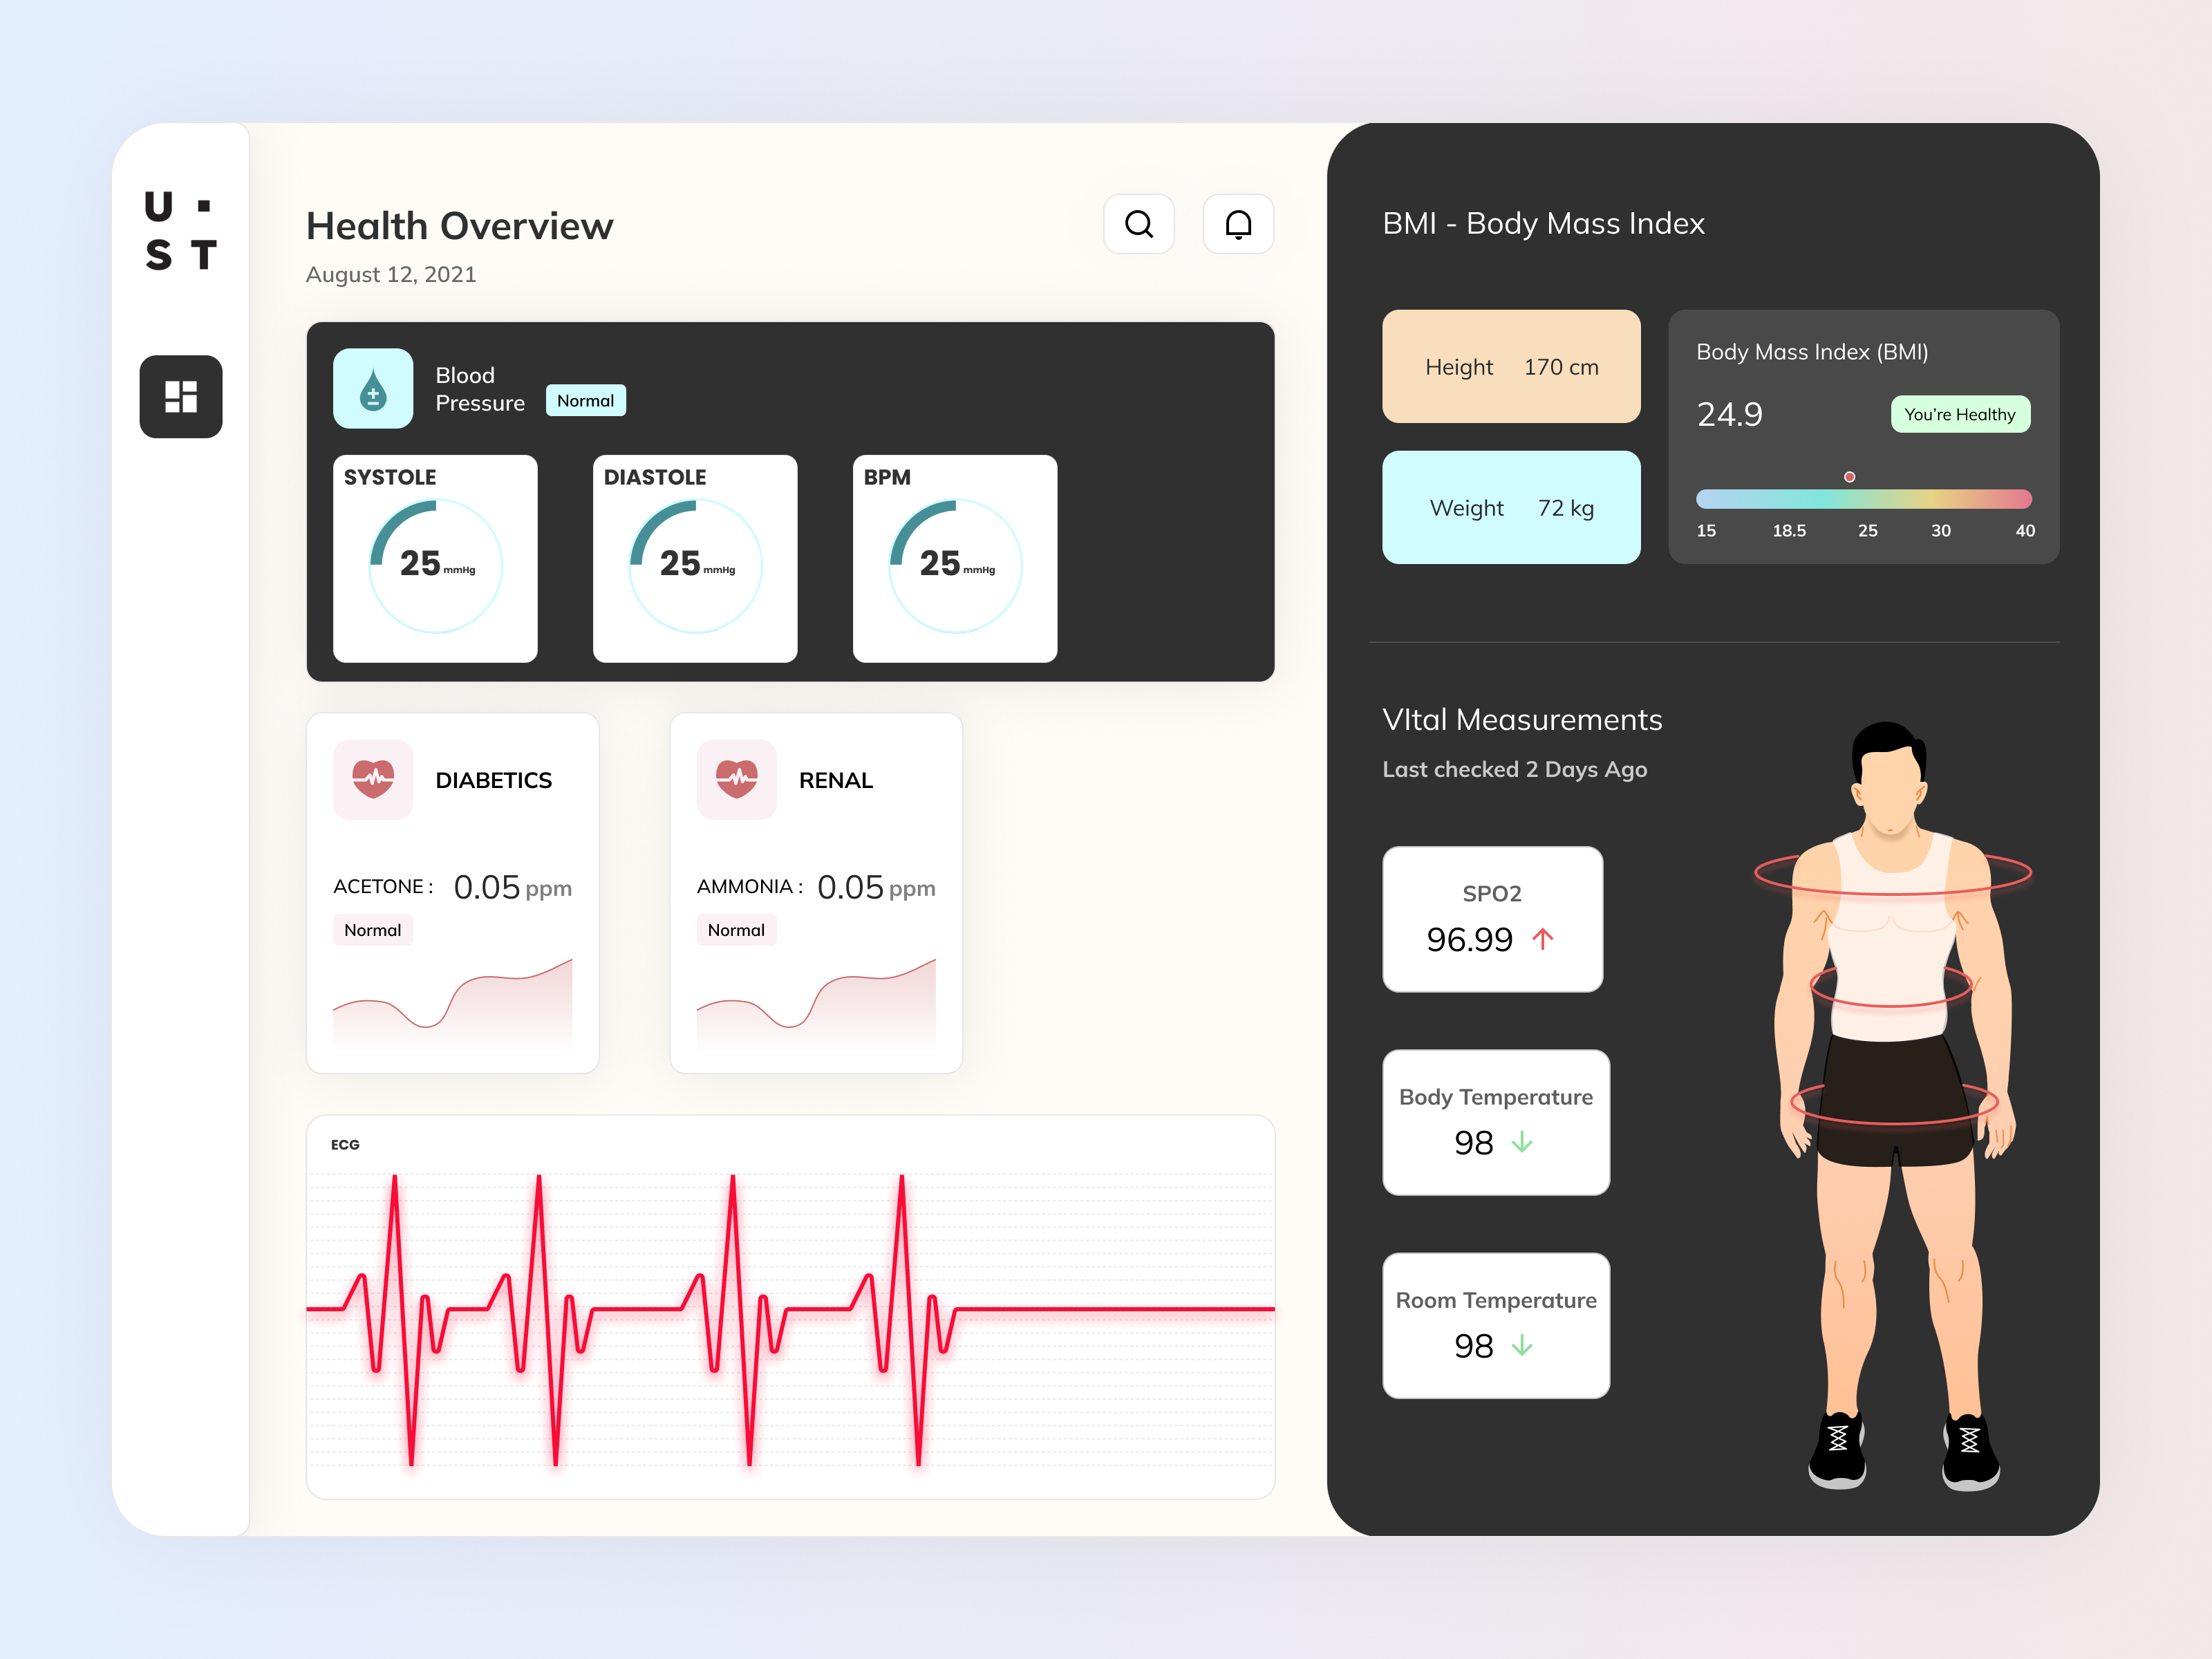 U ·
S T
Health Overview
August 12, 2021
Blood
Pressure
Normal
SYSTOLE
25 mmHg
DIASTOLE
25 mmHg
BPM
25 mmHg
DIABETICS
ACETONE : 0.05 ppm
Normal
RENAL
AMMONIA : 0.05 ppm
Normal
ECG
BMI - Body Mass Index
Height 170 cm
Weight 72 kg
Body Mass Index (BMI)
24.9
You’re Healthy
15 18.5 25 30 40
VItal Measurements
Last checked 2 Days Ago
SPO2
96.99
Body Temperature
98
Room Temperature
98